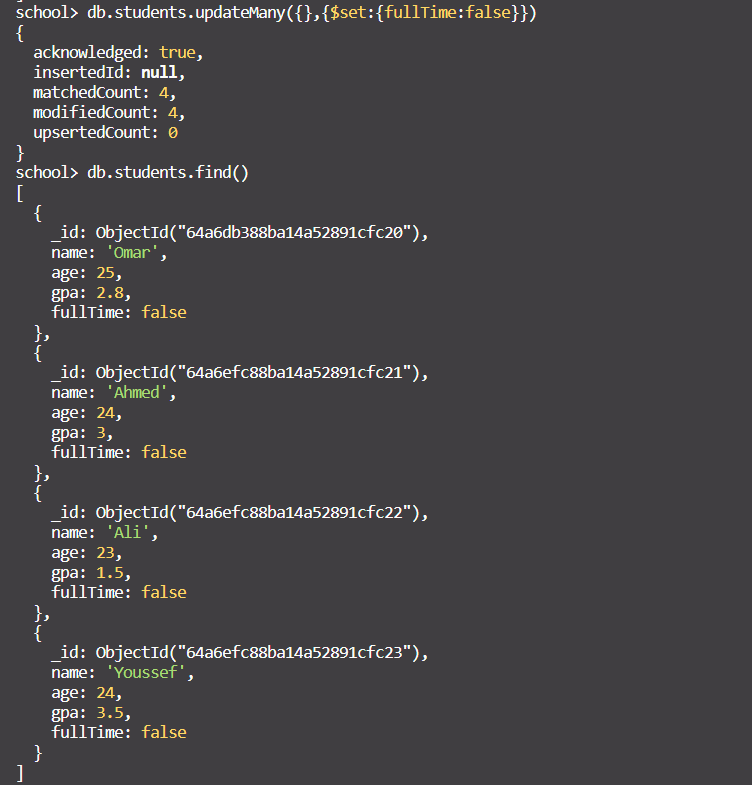 school> db.students.updateMany({},{$set:{fullTime:false}})
{
  acknowledged: true,
  insertedId: null,
  matchedCount: 4,
  modifiedCount: 4,
  upsertedCount: 0
}
school> db.students.find()
[
  {
    _id: ObjectId("64a6db388ba14a52891cfc20"),
    name: 'Omar',
    age: 25,
    gpa: 2.8,
    fullTime: false
  },
  {
    _id: ObjectId("64a6efc88ba14a52891cfc21"),
    name: 'Ahmed',
    age: 24,
    gpa: 3,
    fullTime: false
  },
  {
    _id: ObjectId("64a6efc88ba14a52891cfc22"),
    name: 'Ali',
    age: 23,
    gpa: 1.5,
    fullTime: false
  },
  {
    _id: ObjectId("64a6efc88ba14a52891cfc23"),
    name: 'Youssef',
    age: 24,
    gpa: 3.5,
    fullTime: false
  }
]